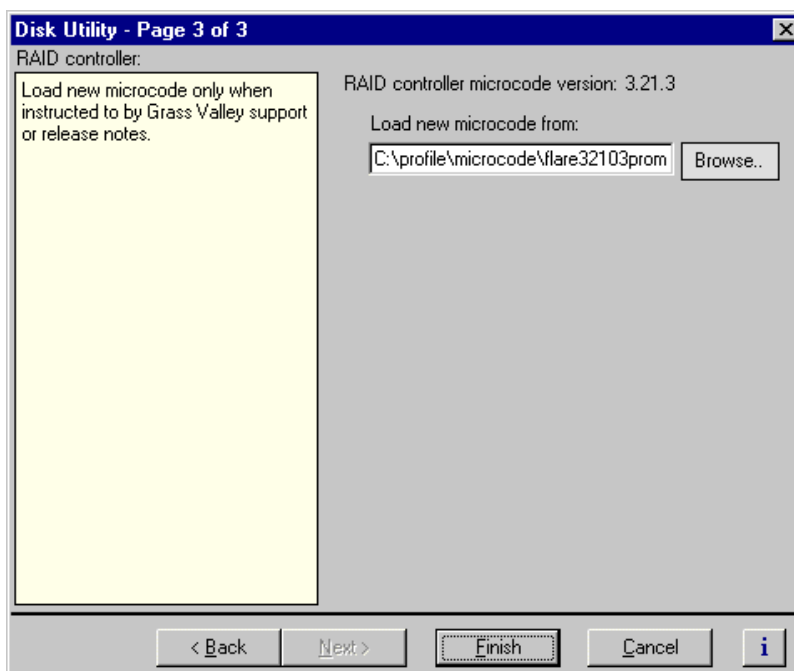 Disk Utility - Page 3 of 3
RAID controller:
Load new microcode only when
instructed to by Grass Valley support
or release notes.
RAID controller microcode version: 3.21.3
Load new microcode from:
C:\profile\microcode\flare32103prom
Browse..
< Back
Next >
Finish
Cancel
i